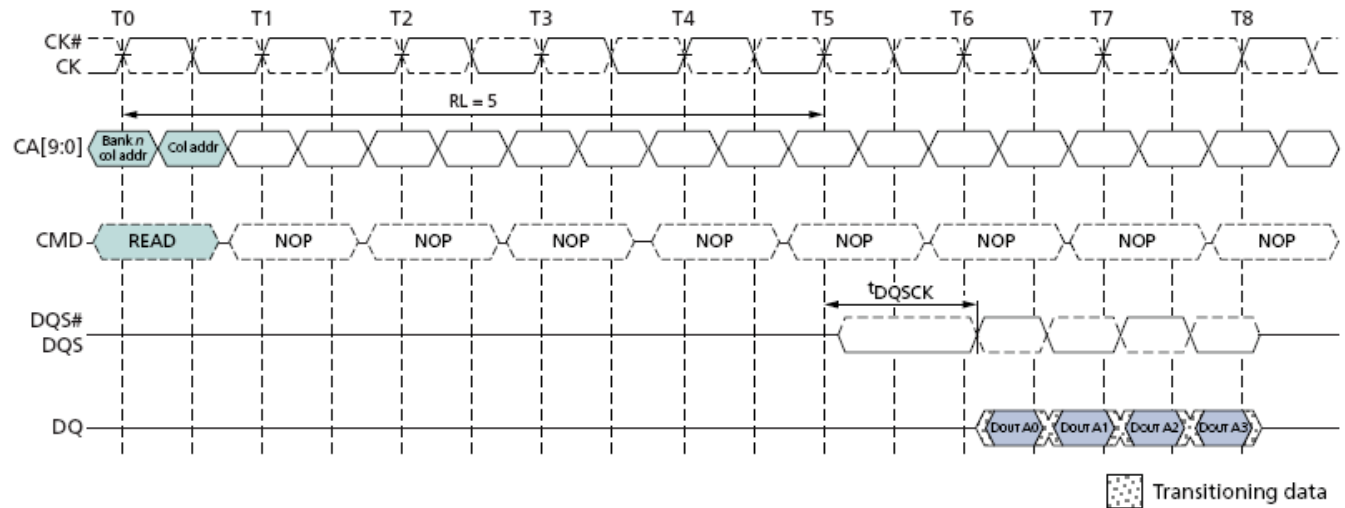 T0 T1 T2 T3 T4 T5 T6 T7 T8
CK#
CK
RL = 5
CA[9:0] Bank n col addr Col addr
CMD READ NOP NOP NOP NOP NOP NOP NOP NOP
tDQSCK
DQS#
DQS
DQ DOUT A0 DOUT A1 DOUT A2 DOUT A3
Transitioning data